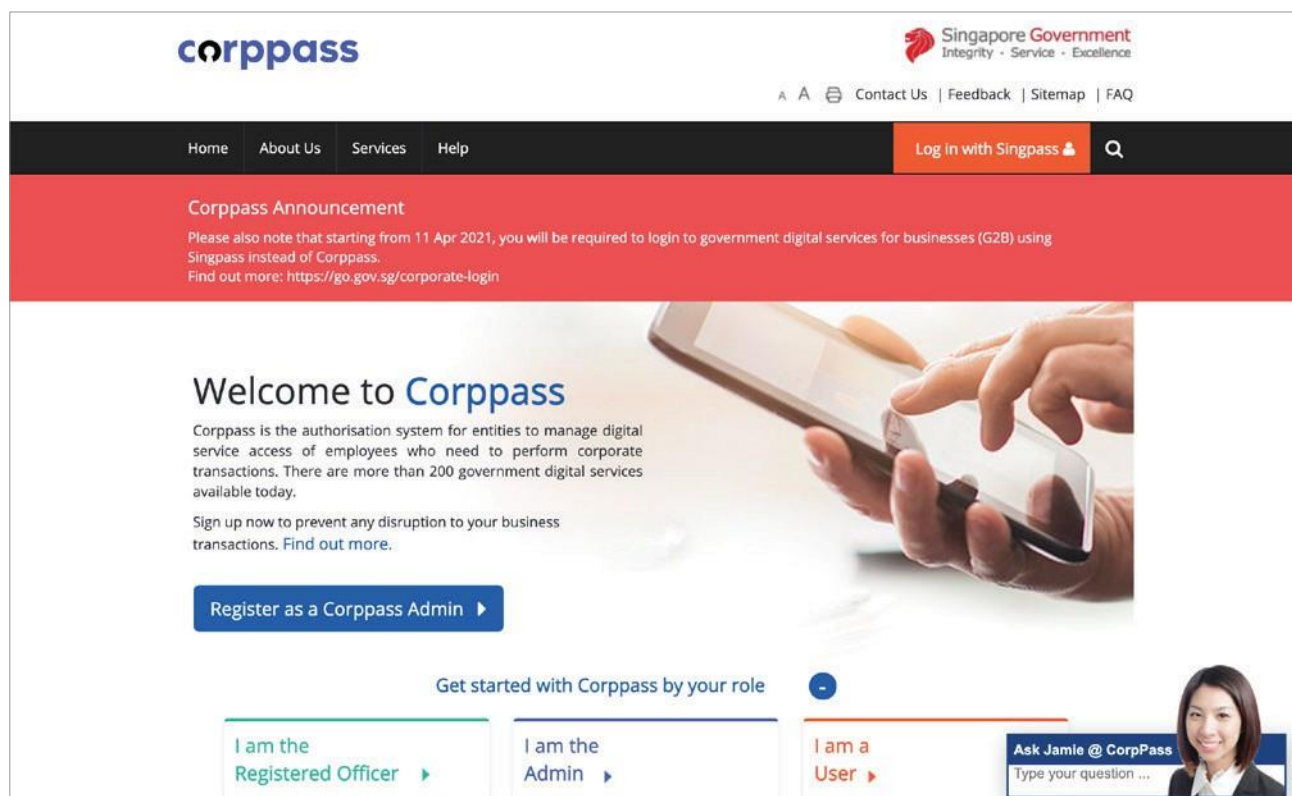 corppass
Singapore Government
Integrity · Service · Excellence
A A Contact Us | Feedback | Sitemap | FAQ
Home About Us Services Help Log in with Singpass
Corppass Announcement
Please also note that starting from 11 Apr 2021, you will be required to login to government digital services for businesses (G2B) using
Singpass instead of Corppass.
Find out more: https://go.gov.sg/corporate-login
Welcome to Corppass
Corppass is the authorisation system for entities to manage digital
service access of employees who need to perform corporate
transactions. There are more than 200 government digital services
available today.
Sign up now to prevent any disruption to your business
transactions. Find out more.
Register as a Corppass Admin
Get started with Corppass by your role -
I am the
Registered Officer
I am the
Admin
I am a
User
Ask Jamie @ CorpPass
Type your question ...